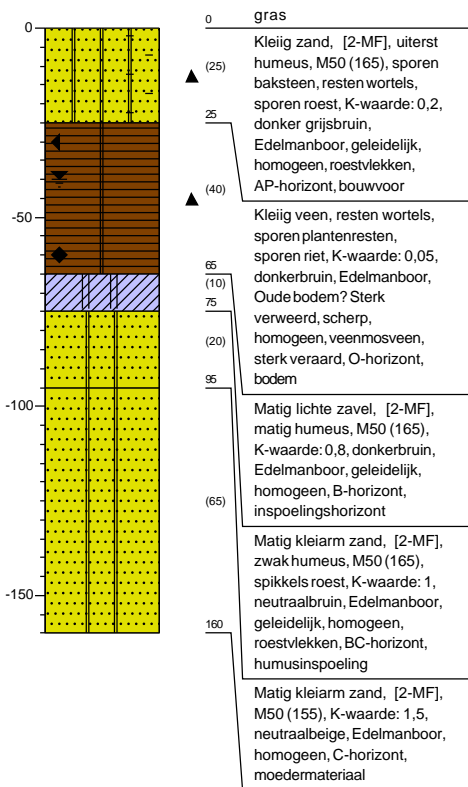 0
gras
0
Kleiig zand, [2-MF], uiterst
humeus, M50 (165), sporen
baksteen, resten wortels,
sporen roest, K-waarde: 0,2,
donker grijsbruin,
Edelmanboor, geleidelijk,
homogeen, roestvlekken,
AP-horizont, bouwvoor
(25)
25
Kleiig veen, resten wortels,
sporen plantenresten,
sporen riet, K-waarde: 0,05,
donkerbruin, Edelmanboor,
Oude bodem? Sterk
verweerd, scherp,
homogeen, veenmosveen,
sterk veraard, O-horizont,
bodem
(40)
-50
65
(10)
Matig lichte zavel, [2-MF],
matig humeus, M50 (165),
K-waarde: 0,8, donkerbruin,
Edelmanboor, geleidelijk,
homogeen, B-horizont,
inspoelingshorizont
75
(20)
95
-100
Matig kleiarm zand, [2-MF],
zwak humeus, M50 (165),
spikkels roest, K-waarde: 1,
neutraalbruin, Edelmanboor,
geleidelijk, homogeen,
roestvlekken, BC-horizont,
humusinspoeling
(65)
-150
160
Matig kleiarm zand, [2-MF],
M50 (155), K-waarde: 1,5,
neutraalbeige, Edelmanboor,
homogeen, C-horizont,
moedermateriaal